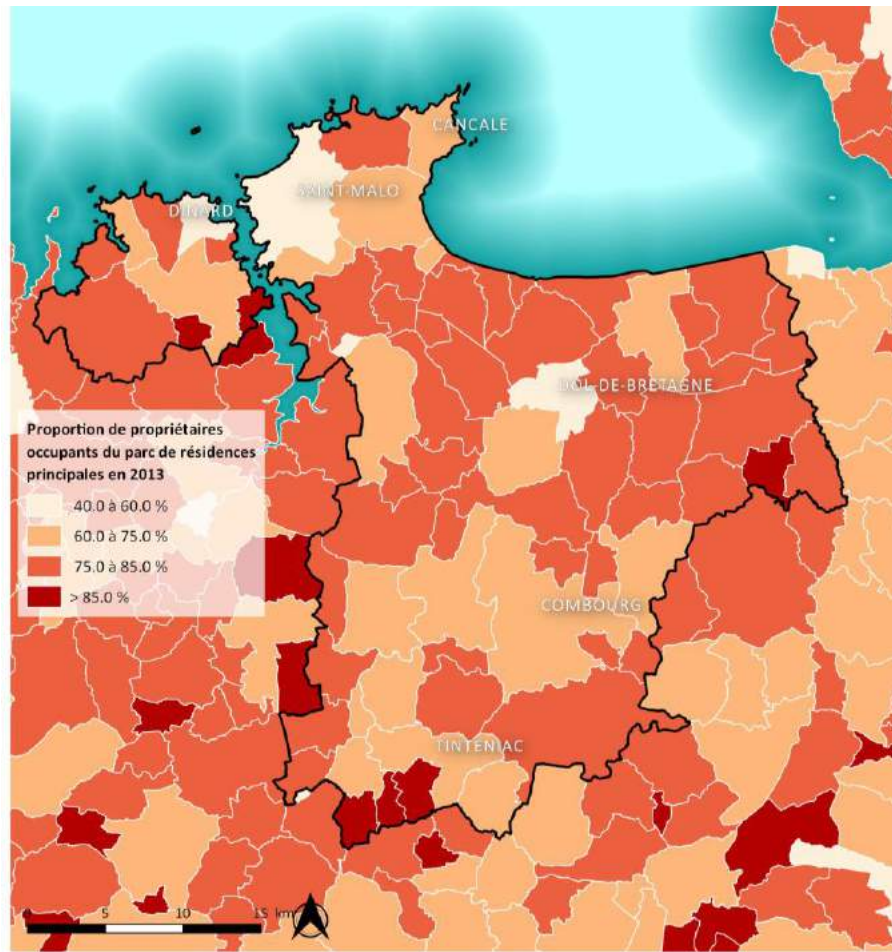 CANCALE
SAINT-MALO
DINARD
DOL-DE-BRETAGNE
Proportion de propriétaires
occupants du parc de résidences
principales en 2013
40.0 à 60.0 %
60.0 à 75.0 %
75.0 à 85.0 %
> 85.0 %
COMBOURG
TINTENIAC
0 5 10 15 km